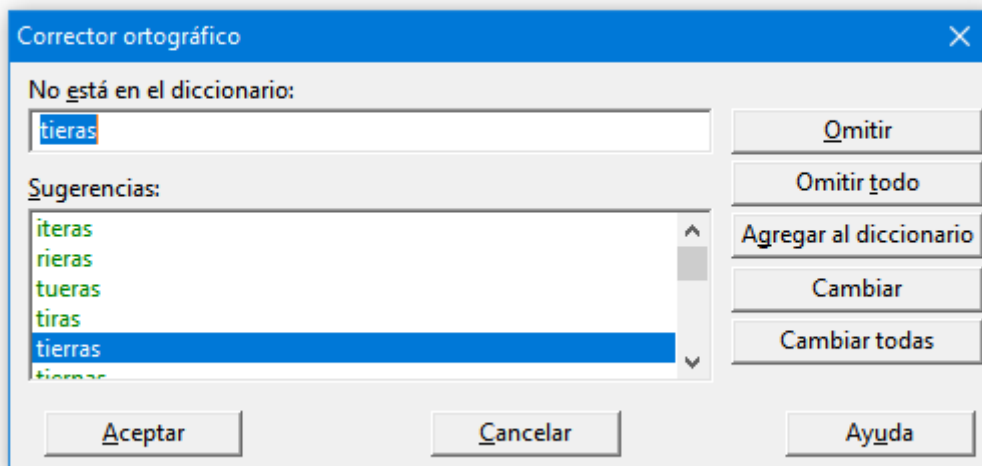 Corrector ortográfico
No está en el diccionario:
tieras
Omitir
Omitir todo
Sugerencias:
iteras
rieras
tueras
tiras
tierras
tiernas
Agregar al diccionario
Cambiar
Cambiar todas
Aceptar
Cancelar
Ayuda